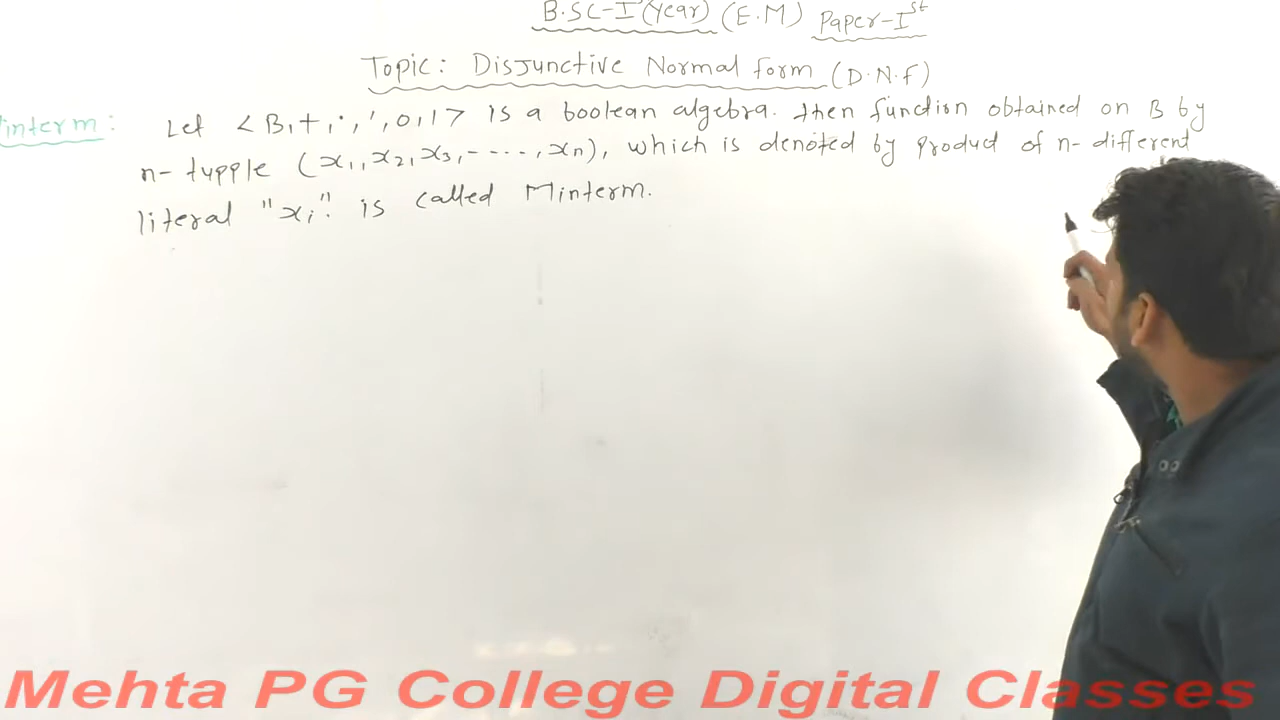 B.SC-I (Year) (E.M) Paper-Ist
Topic: Disjunctive Normal form (D.N.F)
interm: Let <B,+,·,',0,1> is a boolean algebra. then function obtained on B by
n-tupple (x1,x2,x3,-----,xn), which is denoted by product of n-different
literal "xi". is called Minterm.
Mehta PG College Digital Classes